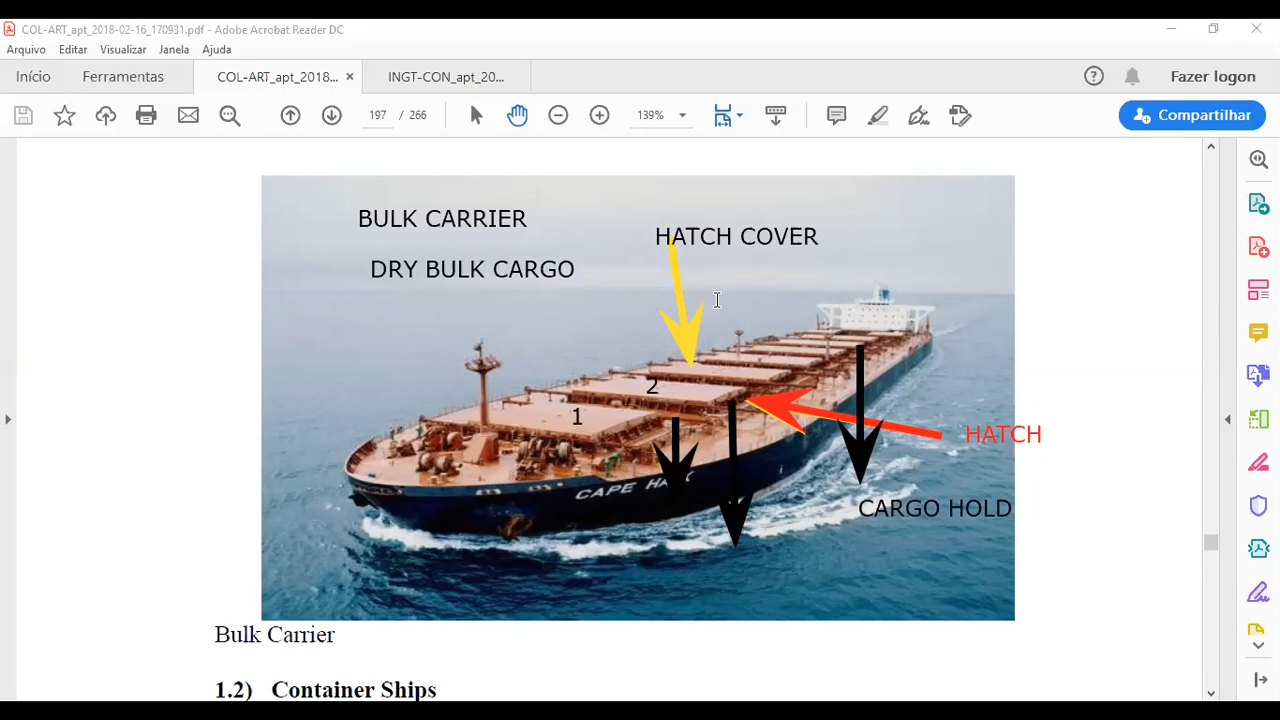 COL-ART_apt_2018-02-16_170931.pdf - Adobe Acrobat Reader DC
Arquivo Editar Visualizar Janela Ajuda
Início Ferramentas COL-ART_apt_2018... × INGT-CON_apt_20... Fazer logon
197 / 266 139% Compartilhar
BULK CARRIER
HATCH COVER
DRY BULK CARGO
2
1
HATCH
CAPE HA
CARGO HOLD
Bulk Carrier
1.2) Container Ships